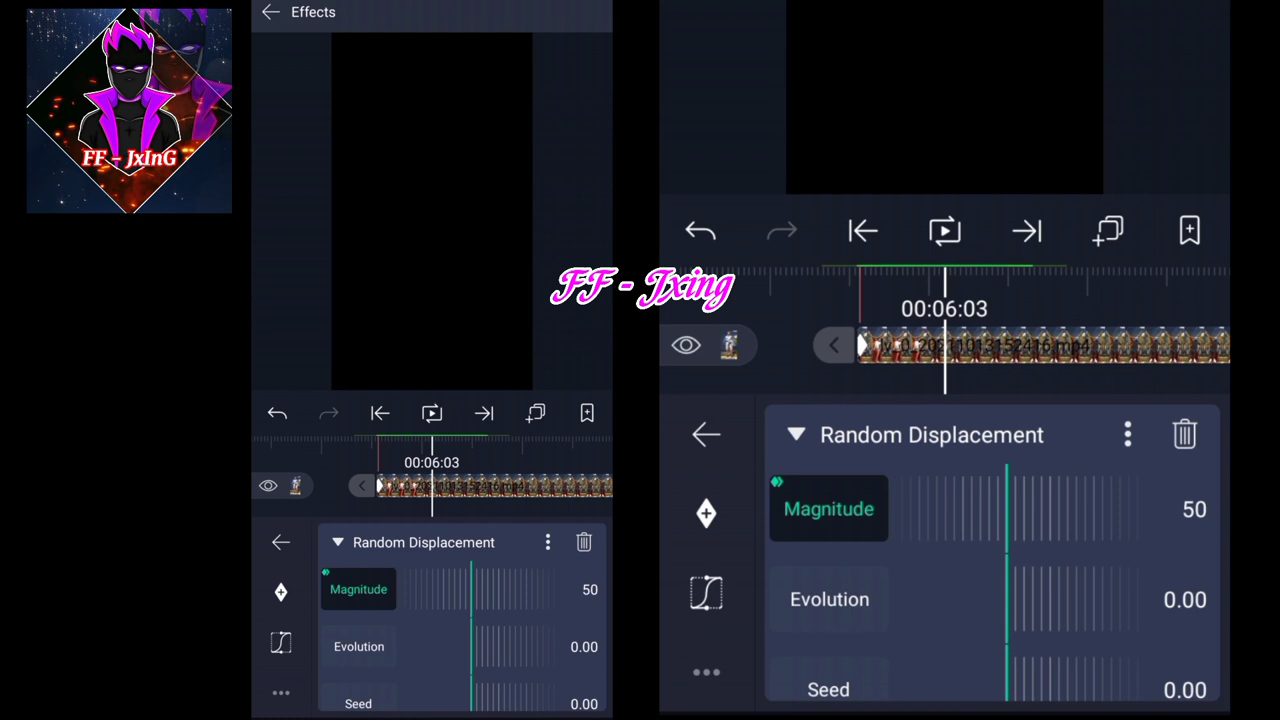 FF - JxInG
Effects
00:06:03
Random Displacement
Magnitude
50
Evolution
0.00
Seed
0.00
FF - Jxing
00:06:03
Random Displacement
Magnitude
50
Evolution
0.00
Seed
0.00